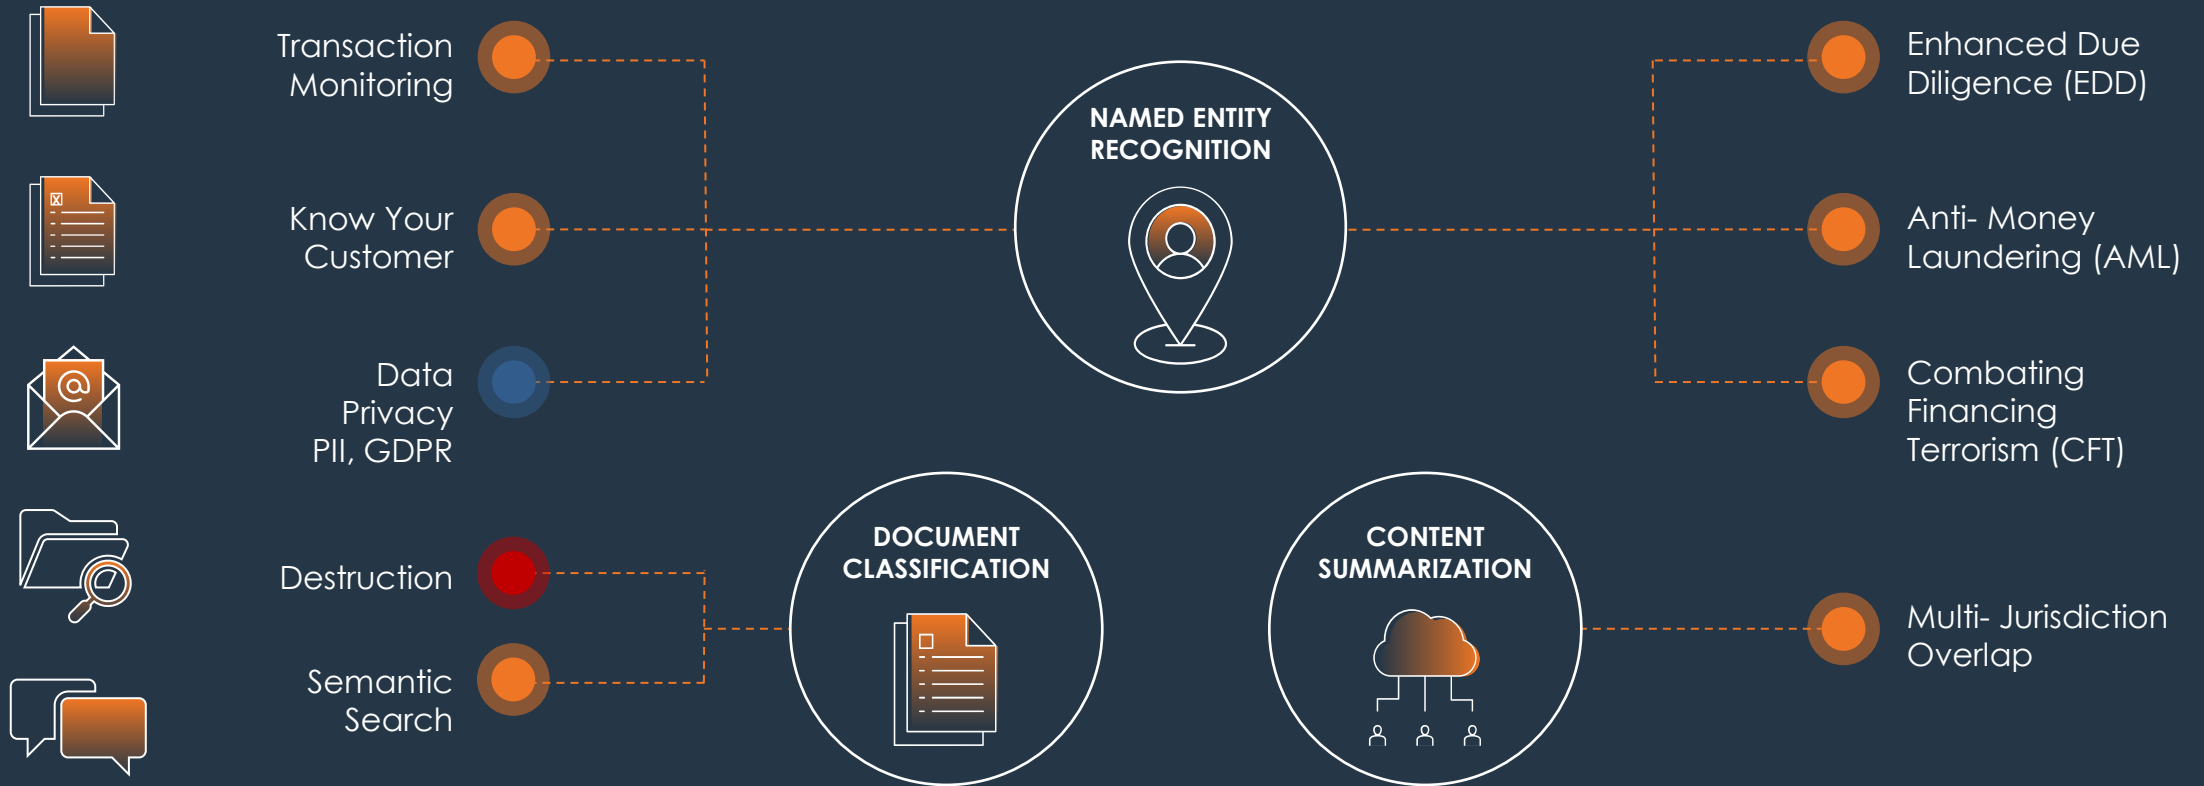 Transaction
Monitoring
Know Your
Customer
Data
Privacy
PII, GDPR
Destruction
Semantic
Search
NAMED ENTITY
RECOGNITION
@
DOCUMENT
CLASSIFICATION
CONTENT
SUMMARIZATION
Enhanced Due
Diligence (EDD)
Anti- Money
Laundering (AML)
Combating
Financing
Terrorism (CFT)
Multi- Jurisdiction
Overlap